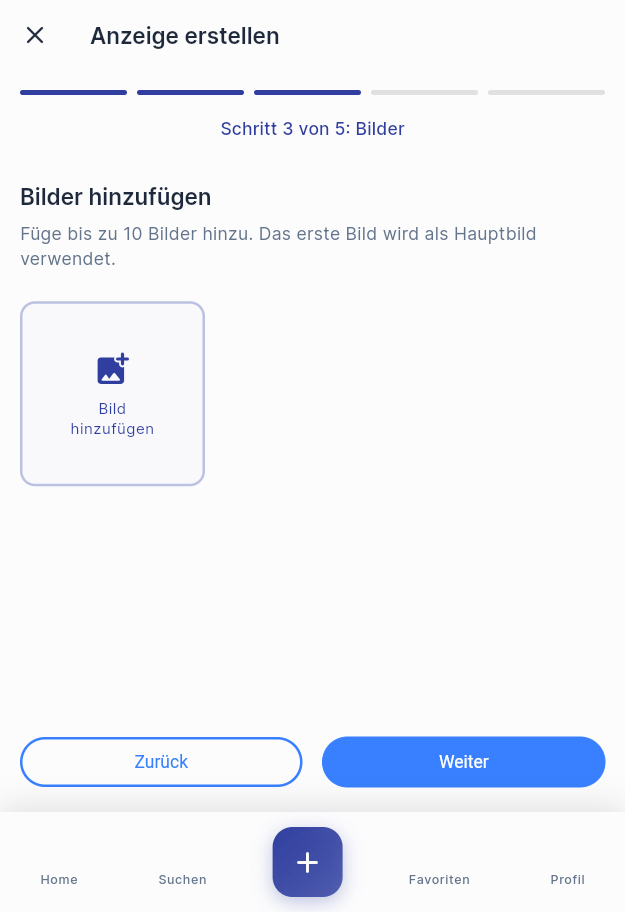 Anzeige erstellen
Schritt 3 von 5: Bilder
Bilder hinzufügen
Füge bis zu 10 Bilder hinzu. Das erste Bild wird als Hauptbild
verwendet.
Bild
hinzufügen
Zurück
Weiter
Home
Suchen
Favoriten
Profil